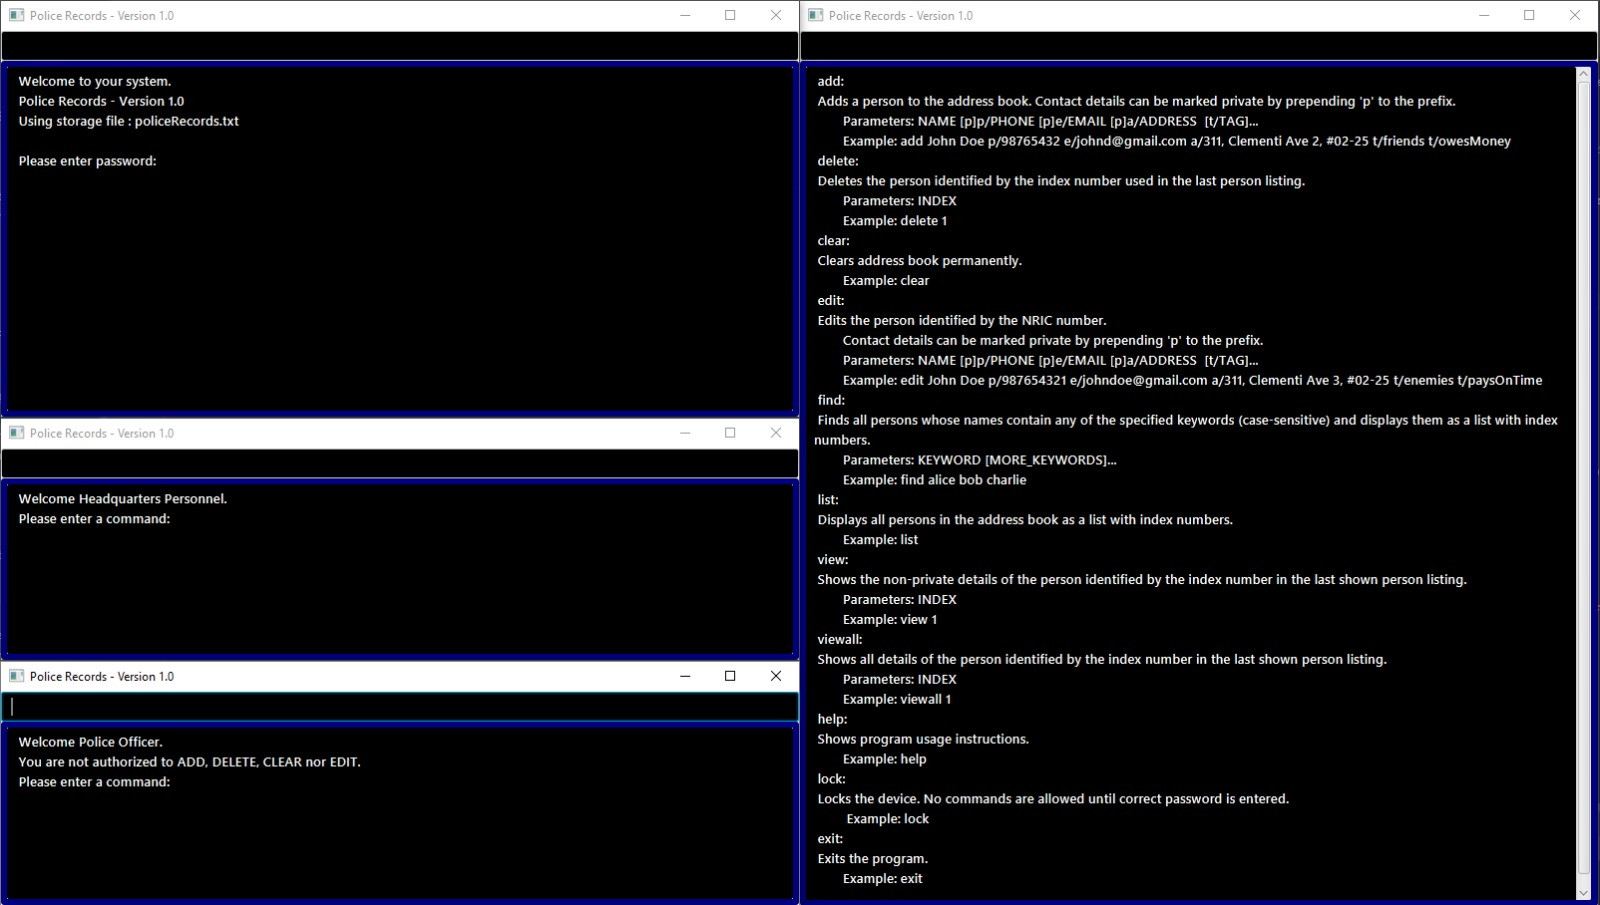 Police Records - Version 1.0
Welcome to your system.
Police Records - Version 1.0
Using storage file : policeRecords.txt
Please enter password:
Police Records - Version 1.0
Welcome Headquarters Personnel.
Please enter a command:
Police Records - Version 1.0
Welcome Police Officer.
You are not authorized to ADD, DELETE, CLEAR nor EDIT.
Please enter a command:
Police Records - Version 1.0
add:
Adds a person to the address book. Contact details can be marked private by prepending 'p' to the prefix.
Parameters: NAME [p]p/PHONE [p]e/EMAIL [p]a/ADDRESS  [t/TAG]...
Example: add John Doe p/98765432 e/johnd@gmail.com a/311, Clementi Ave 2, #02-25 t/friends t/owesMoney
delete:
Deletes the person identified by the index number used in the last person listing.
Parameters: INDEX
Example: delete 1
clear:
Clears address book permanently.
Example: clear
edit:
Edits the person identified by the NRIC number.
Contact details can be marked private by prepending 'p' to the prefix.
Parameters: NAME [p]p/PHONE [p]e/EMAIL [p]a/ADDRESS  [t/TAG]...
Example: edit John Doe p/987654321 e/johndoe@gmail.com a/311, Clementi Ave 3, #02-25 t/enemies t/paysOnTime
find:
Finds all persons whose names contain any of the specified keywords (case-sensitive) and displays them as a list with index
numbers.
Parameters: KEYWORD [MORE_KEYWORDS]...
Example: find alice bob charlie
list:
Displays all persons in the address book as a list with index numbers.
Example: list
view:
Shows the non-private details of the person identified by the index number in the last shown person listing.
Parameters: INDEX
Example: view 1
viewall:
Shows all details of the person identified by the index number in the last shown person listing.
Parameters: INDEX
Example: viewall 1
help:
Shows program usage instructions.
Example: help
lock:
Locks the device. No commands are allowed until correct password is entered.
Example: lock
exit:
Exits the program.
Example: exit